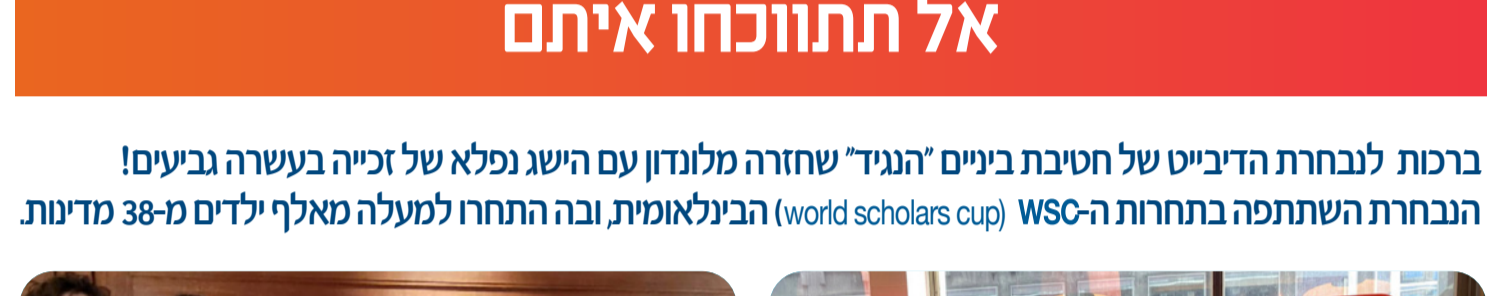 אל תתווכחו איתם
ברכות לנבחרת הדיבייט של חטיבת ביניים "הנגיד" שחזרה מלונדון עם הישג נפלא של זכייה בעשרה גביעים!
הנבחרת השתתפה בתחרות ה-WSC (world scholars cup) הבינלאומית, ובה התחרו למעלה מאלף ילדים מ-38 מדינות.